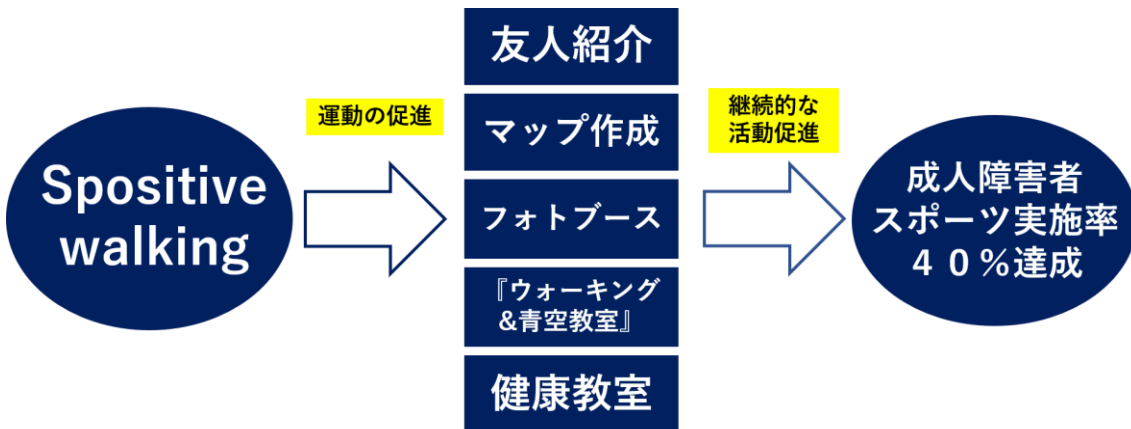 Spositive
walking
運動の促進
友人紹介
マップ作成
フォトブース
『ウォーキング
&青空教室』
健康教室
継続的な
活動促進
成人障害者
スポーツ実施率
４０%達成